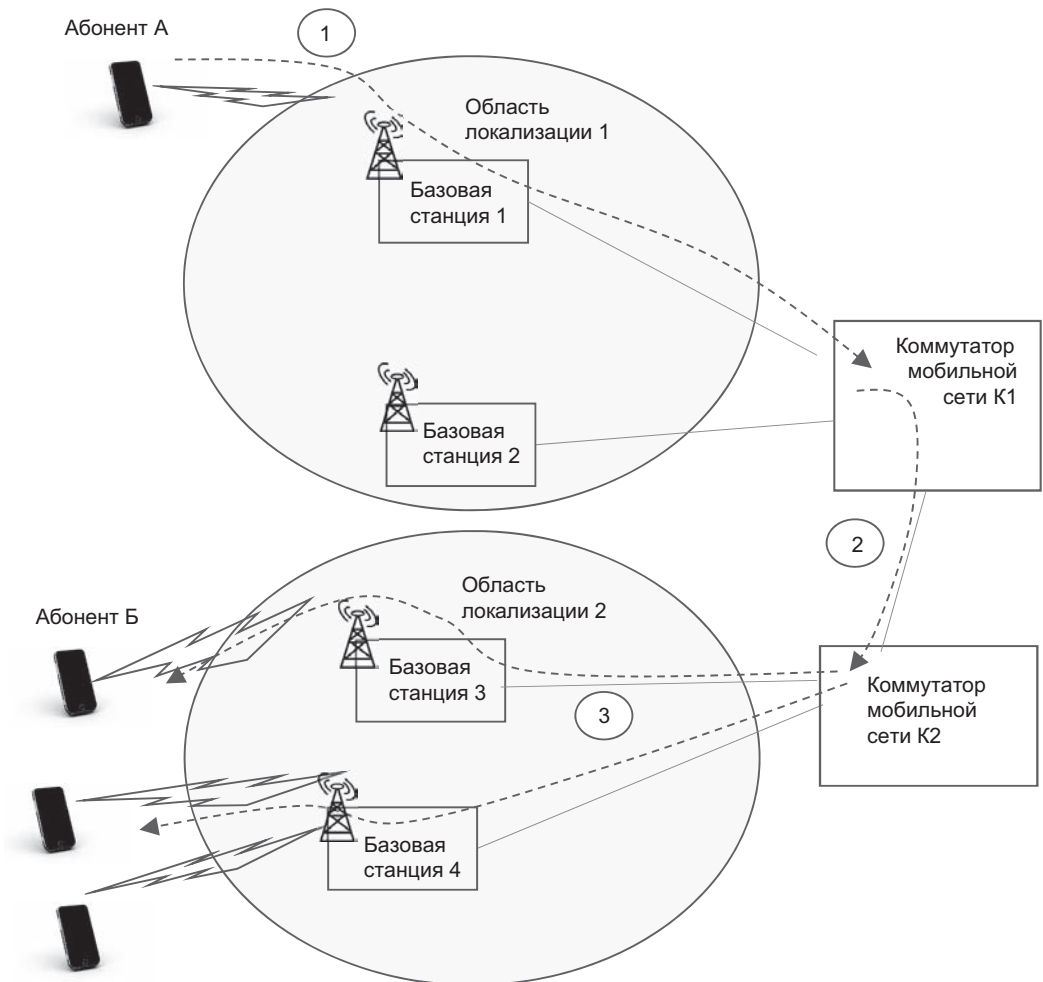 Абонент А
1
Область
локализации 1
Базовая
станция 1
Коммутатор
мобильной
сети К1
Базовая
станция 2
2
Область
локализации 2
Абонент Б
Базовая
станция 3
3
Коммутатор
мобильной
сети К2
Базовая
станция 4